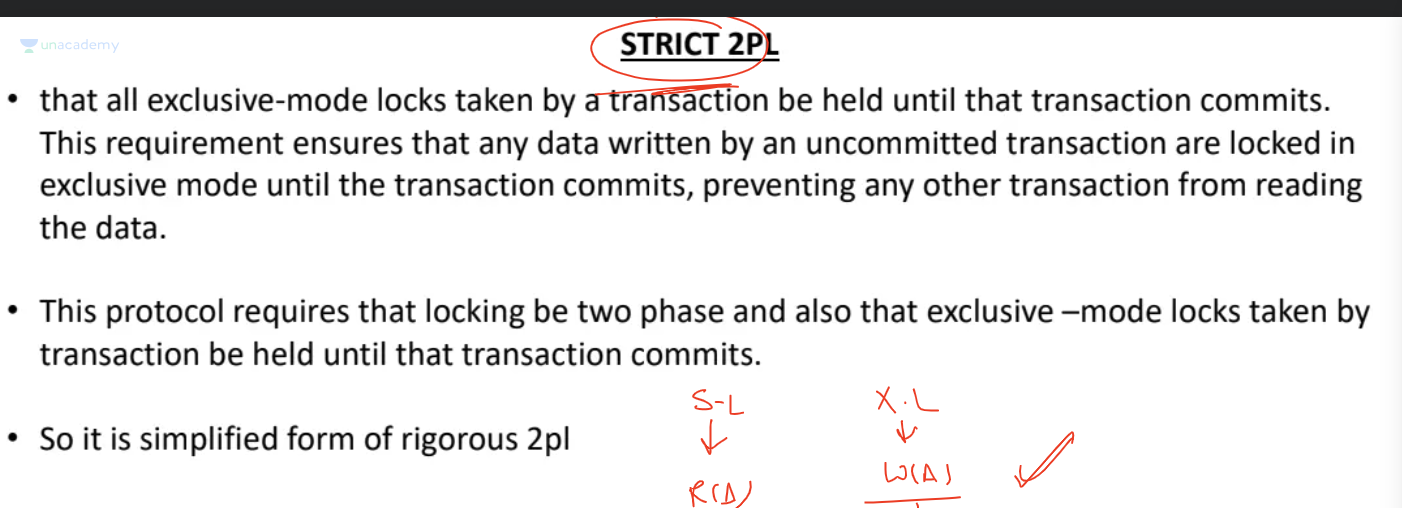 unacademy
STRICT 2PL
• that all exclusive-mode locks taken by a transaction be held until that transaction commits.
This requirement ensures that any data written by an uncommitted transaction are locked in
exclusive mode until the transaction commits, preventing any other transaction from reading
the data.
• This protocol requires that locking be two phase and also that exclusive –mode locks taken by
transaction be held until that transaction commits.
• So it is simplified form of rigorous 2pl
S-L X.L
↓ ↓
R(A) W(A)